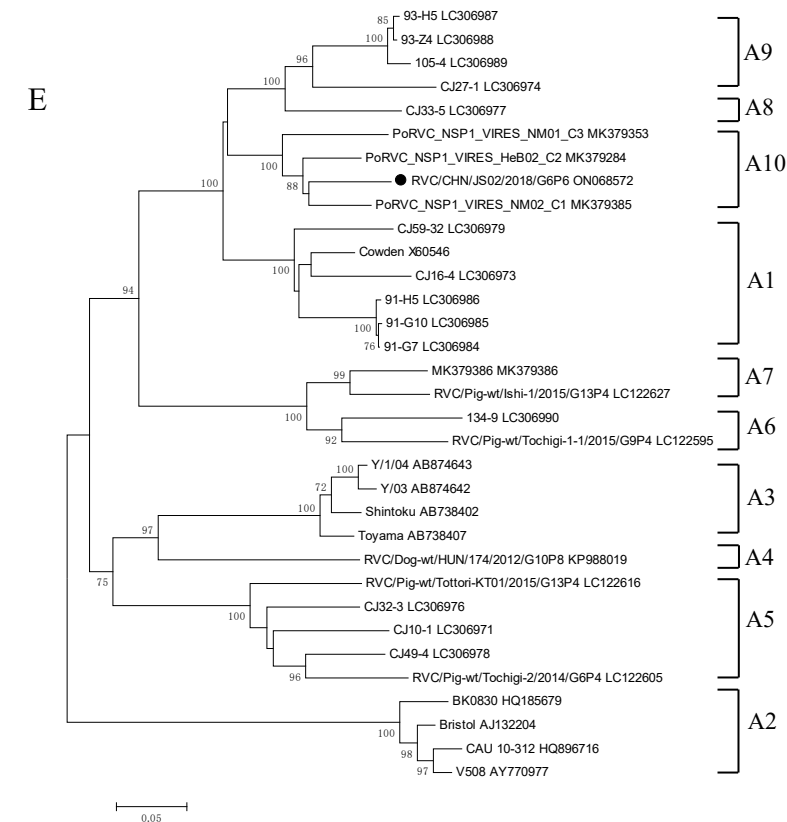 85
93-H5 LC306987
100
93-Z4 LC306988
96
105-4 LC306989
A9
100
CJ27-1 LC306974
E
CJ33-5 LC306977
A8
PoRVC_NSP1_VIRES_NM01_C3 MK379353
100
PoRVC_NSP1_VIRES_HeB02_C2 MK379284
A10
100
88
RVC/CHN/JS02/2018/G6P6 ON068572
PoRVC_NSP1_VIRES_NM02_C1 MK379385
CJ59-32 LC306979
100
Cowden X60546
CJ16-4 LC306973
A1
94
91-H5 LC306986
100
91-G10 LC306985
76
91-G7 LC306984
99
MK379386 MK379386
A7
RVC/Pig-wt/Ishi-1/2015/G13P4 LC122627
100
134-9 LC306990
A6
92
RVC/Pig-wt/Tochigi-1-1/2015/G9P4 LC122595
100
Y/1/04 AB874643
72
Y/03 AB874642
100
Shintoku AB738402
A3
97
Toyama AB738407
RVC/Dog-wt/HUN/174/2012/G10P8 KP988019
A4
75
RVC/Pig-wt/Tottori-KT01/2015/G13P4 LC122616
100
CJ32-3 LC306976
A5
CJ10-1 LC306971
CJ49-4 LC306978
96
RVC/Pig-wt/Tochigi-2/2014/G6P4 LC122605
BK0830 HQ185679
100
Bristol AJ132204
A2
98
CAU 10-312 HQ896716
97
V508 AY770977
0.05